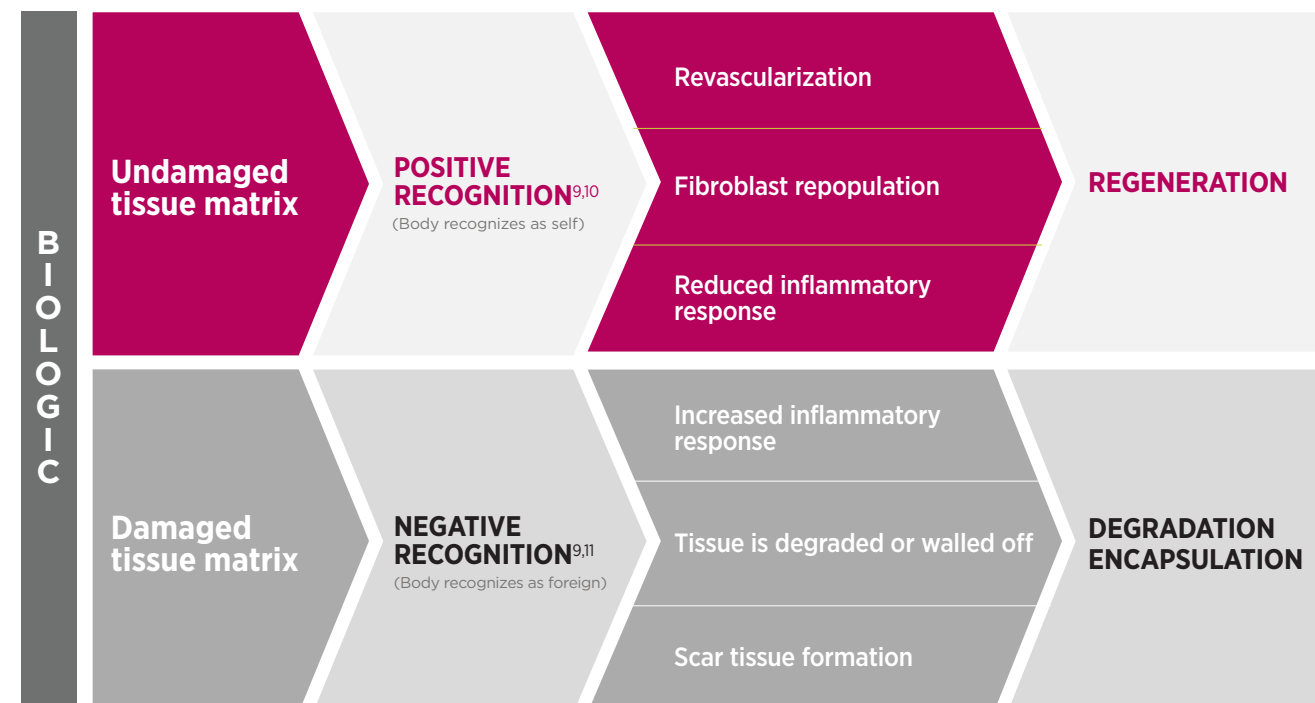 BIOLOGIC
Undamaged
tissue matrix
POSITIVE
RECOGNITION9,10
(Body recognizes as self)
Revascularization
Fibroblast repopulation
Reduced inflammatory
response
REGENERATION
Damaged
tissue matrix
NEGATIVE
RECOGNITION9,11
(Body recognizes as foreign)
Increased inflammatory
response
Tissue is degraded or walled off
Scar tissue formation
DEGRADATION
ENCAPSULATION